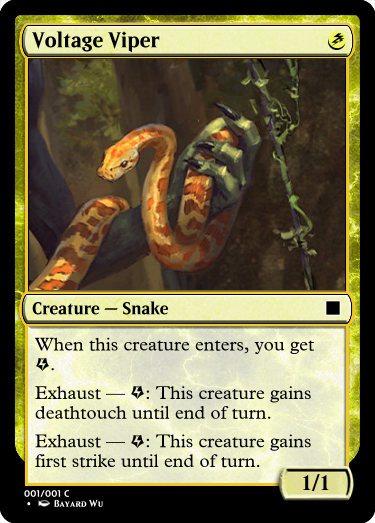 Voltage Viper
Creature — Snake
When this creature enters, you get
.
Exhaust — : This creature gains
deathtouch until end of turn.
Exhaust — : This creature gains
first strike until end of turn.
1/1
001/001 C
• Bayard Wu